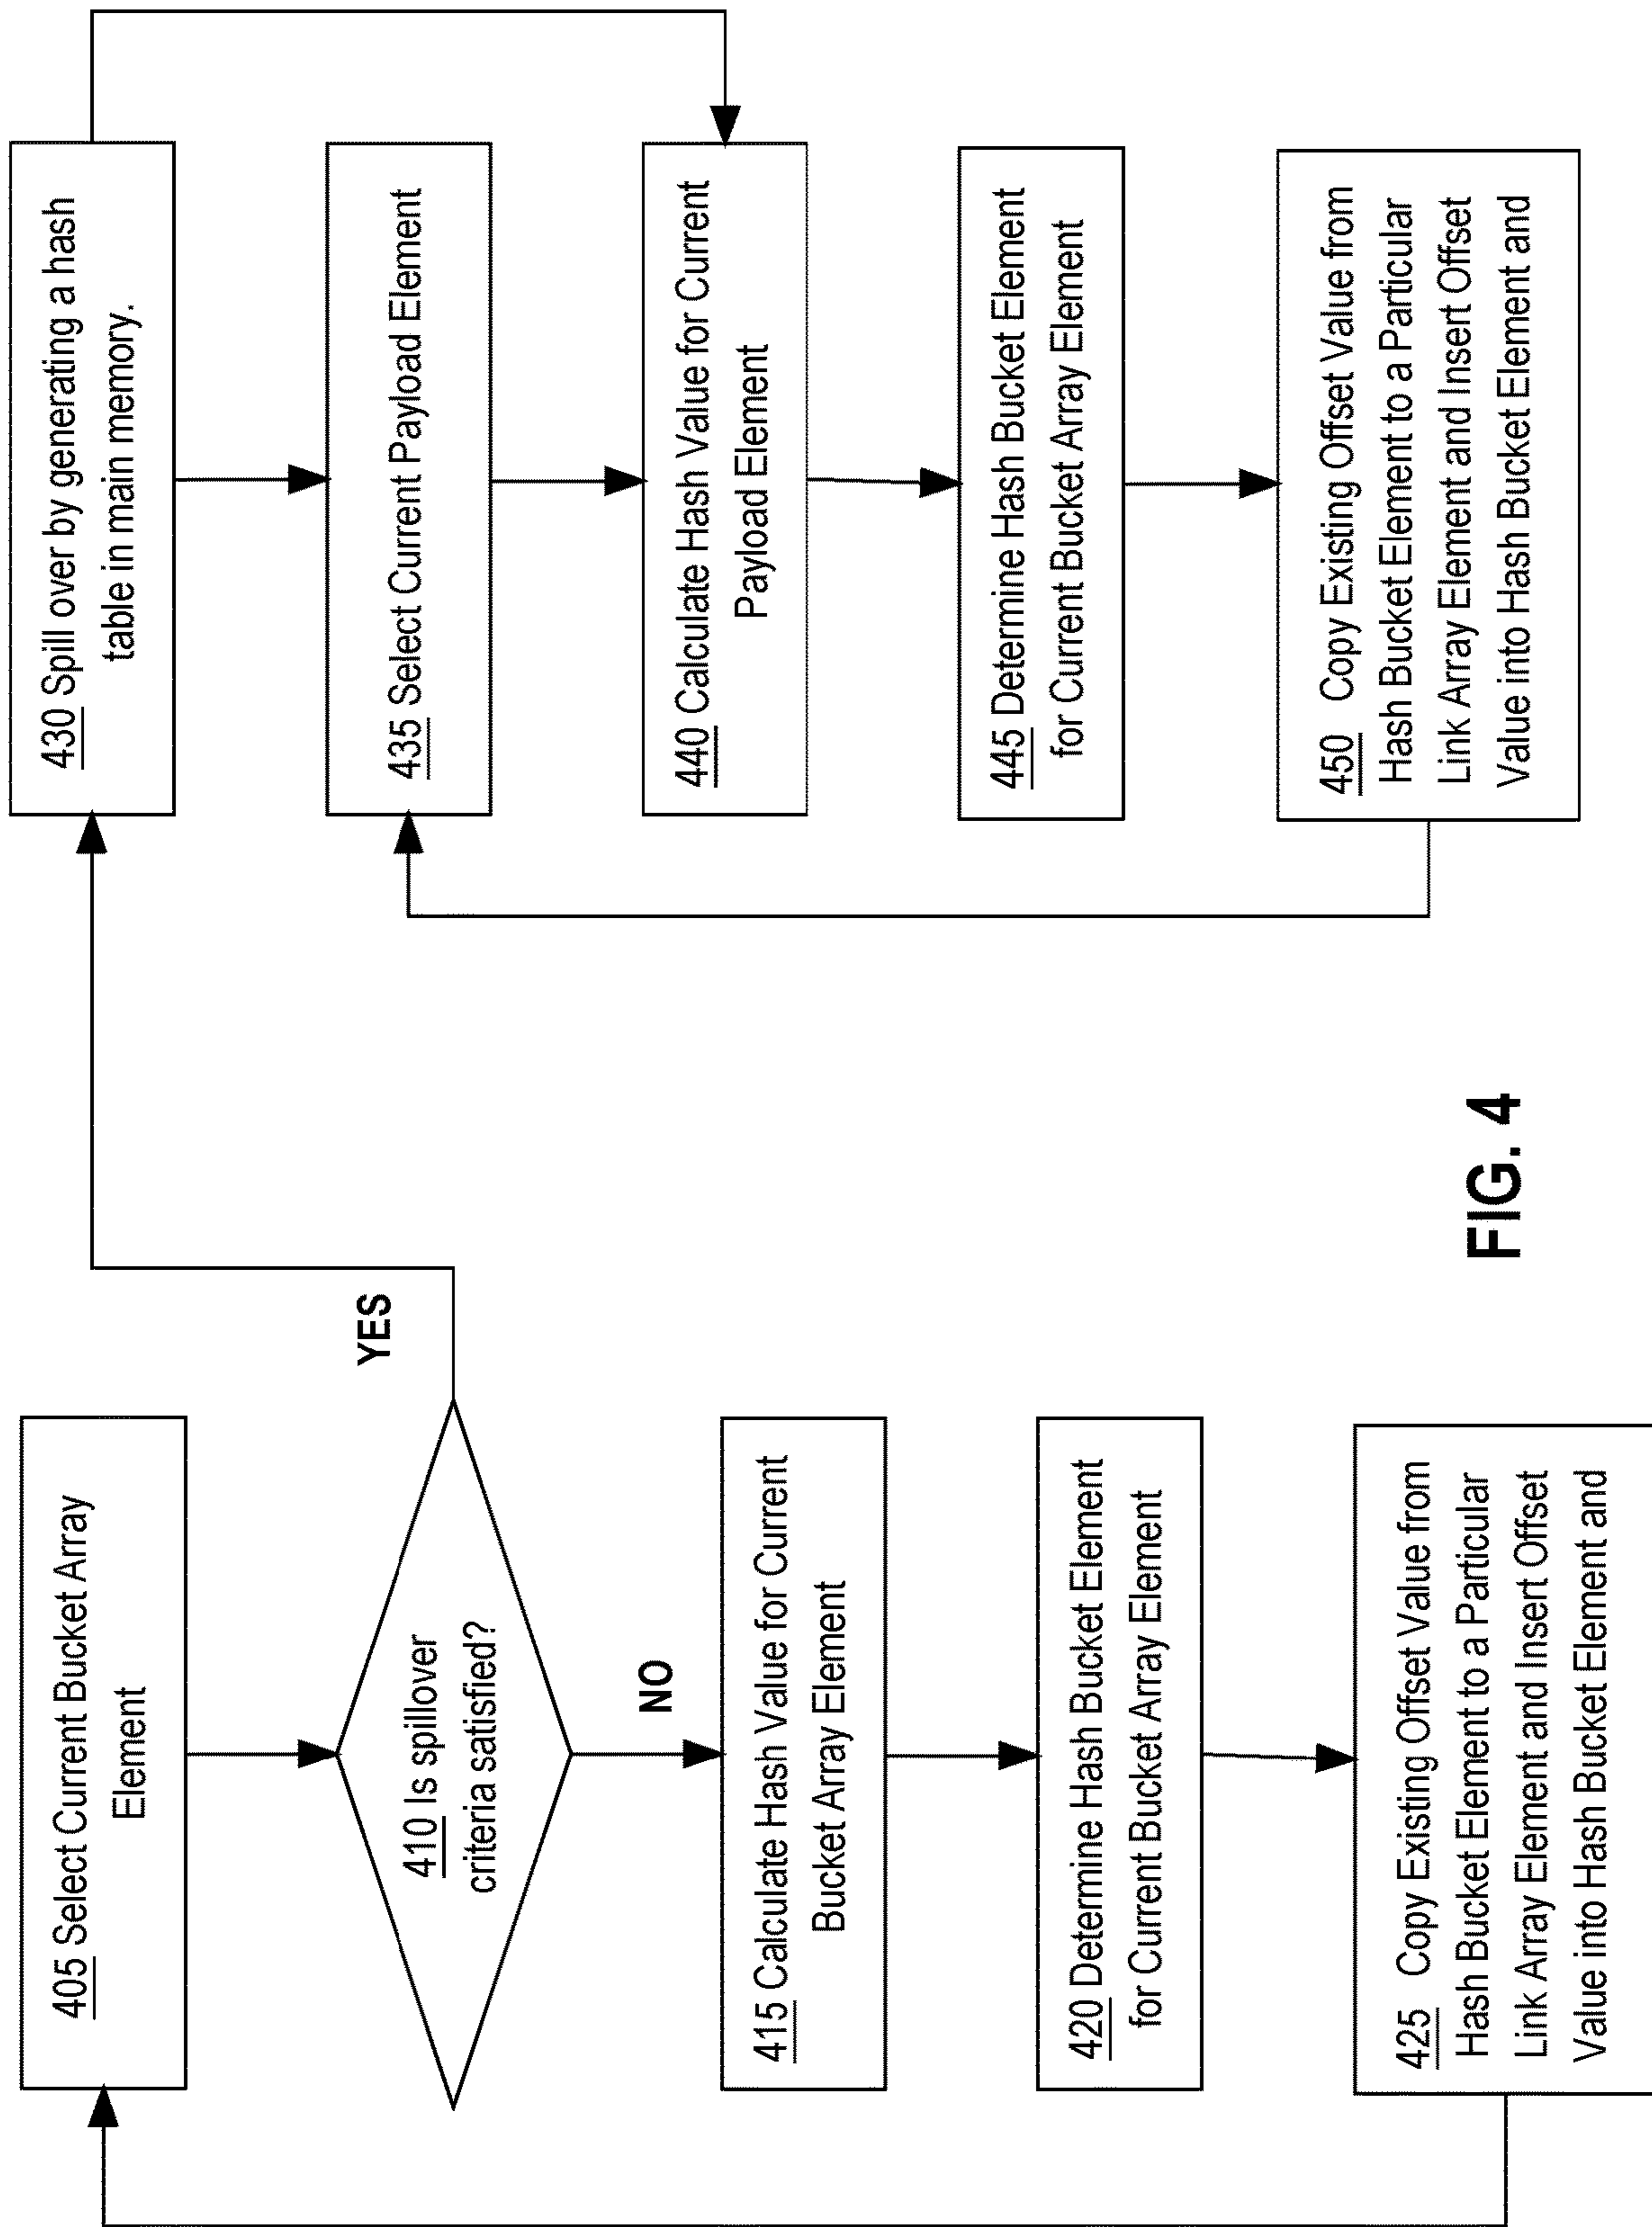 405 Select Current Bucket Array
Element
410 Is spillover
criteria satisfied?
YES
NO
415 Calculate Hash Value for Current
Bucket Array Element
420 Determine Hash Bucket Element
for Current Bucket Array Element
425 Copy Existing Offset Value from
Hash Bucket Element to a Particular
Link Array Element and Insert Offset
Value into Hash Bucket Element and
430 Spill over by generating a hash
table in main memory.
435 Select Current Payload Element
440 Calculate Hash Value for Current
Payload Element
445 Determine Hash Bucket Element
for Current Bucket Array Element
450 Copy Existing Offset Value from
Hash Bucket Element to a Particular
Link Array Element and Insert Offset
Value into Hash Bucket Element and
FIG. 4